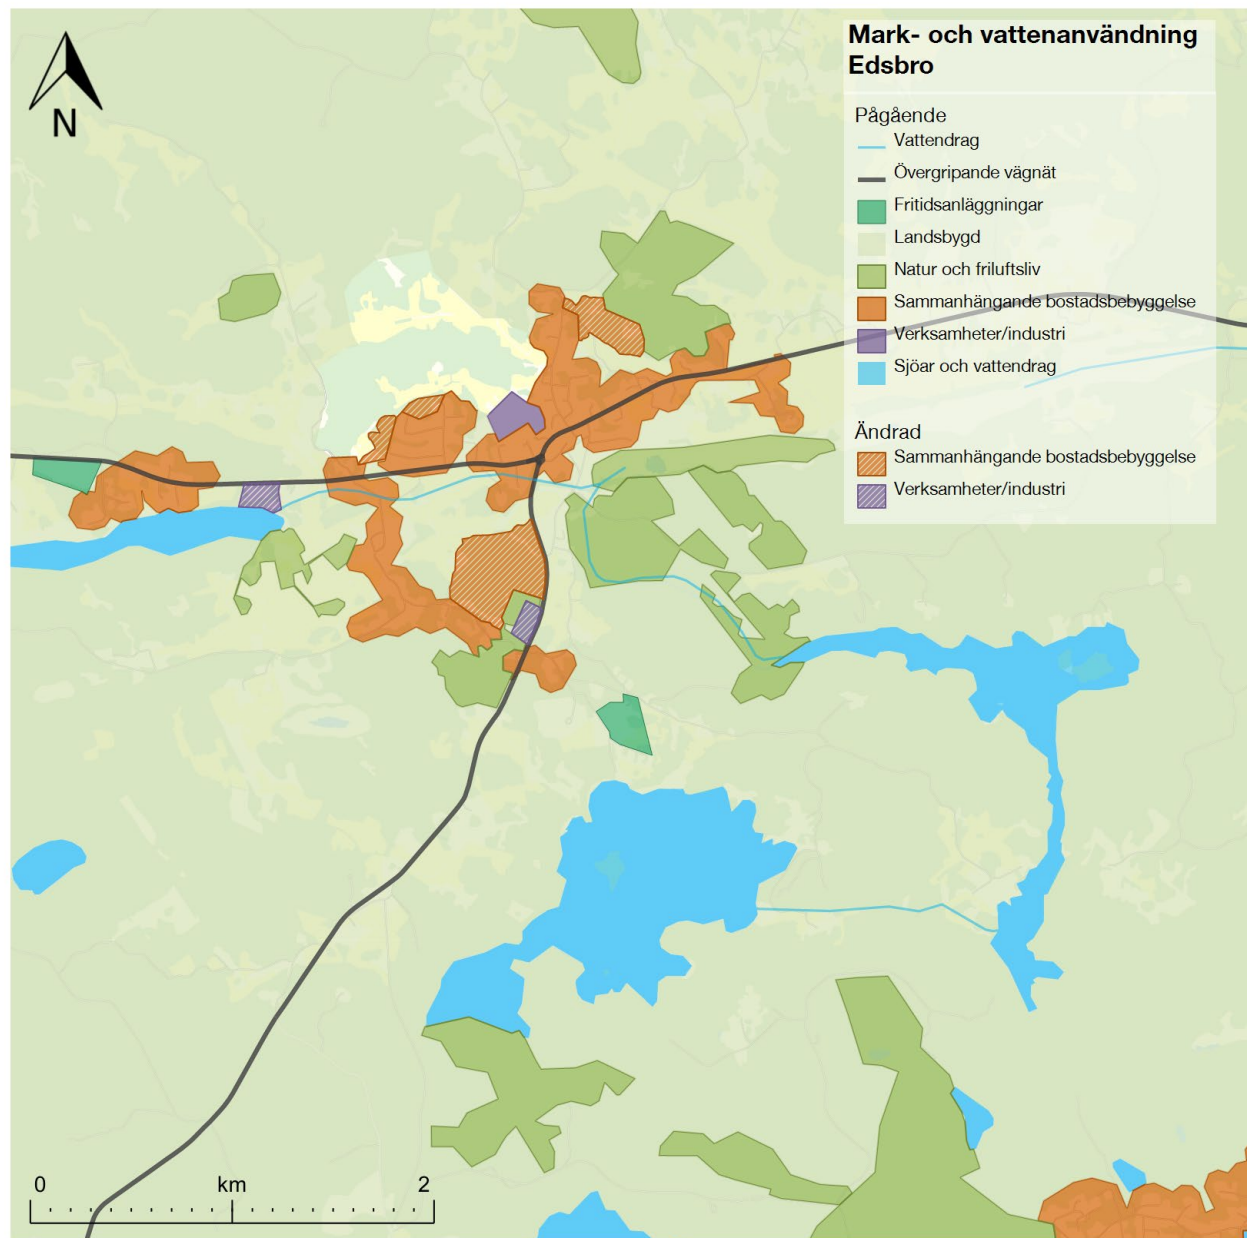 Mark- och vattenanvändning
Edsbro
N
Pågående
Vattendrag
Övergripande vägnät
Fritidsanläggningar
Landsbygd
Natur och friluftsliv
Sammanhängande bostadsbebyggelse
Verksamheter/industri
Sjöar och vattendrag
Ändrad
Sammanhängande bostadsbebyggelse
Verksamheter/industri
0 km 2